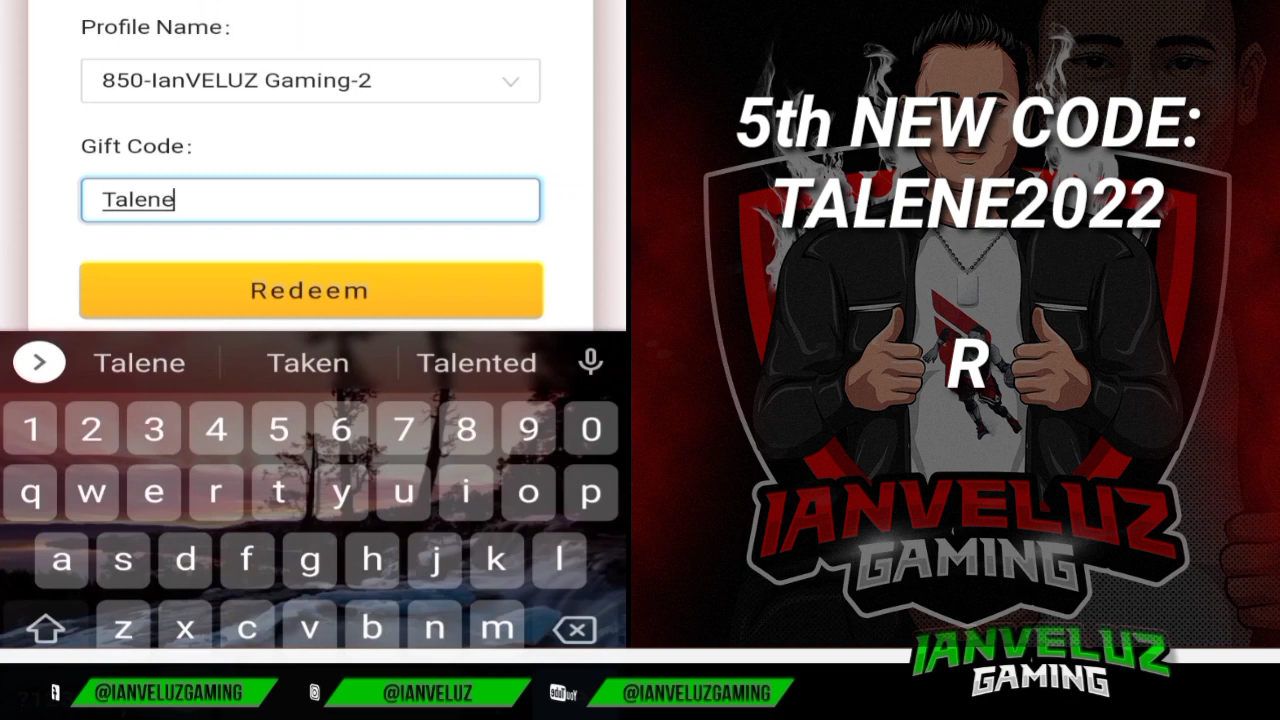 Profile Name:
850-IanVELUZ Gaming-2
Gift Code:
Talene
Redeem
Talene Taken Talented
1 2 3 4 5 6 7 8 9 0
q w e r t y u i o p
a s d f g h j k l
z x c v b n m
5th NEW CODE:
TALENE2022
R
IANVELUZ
GAMING
IANVELUZ
GAMING
@IANVELUZGAMING
@IANVELUZ
@IANVELUZGAMING